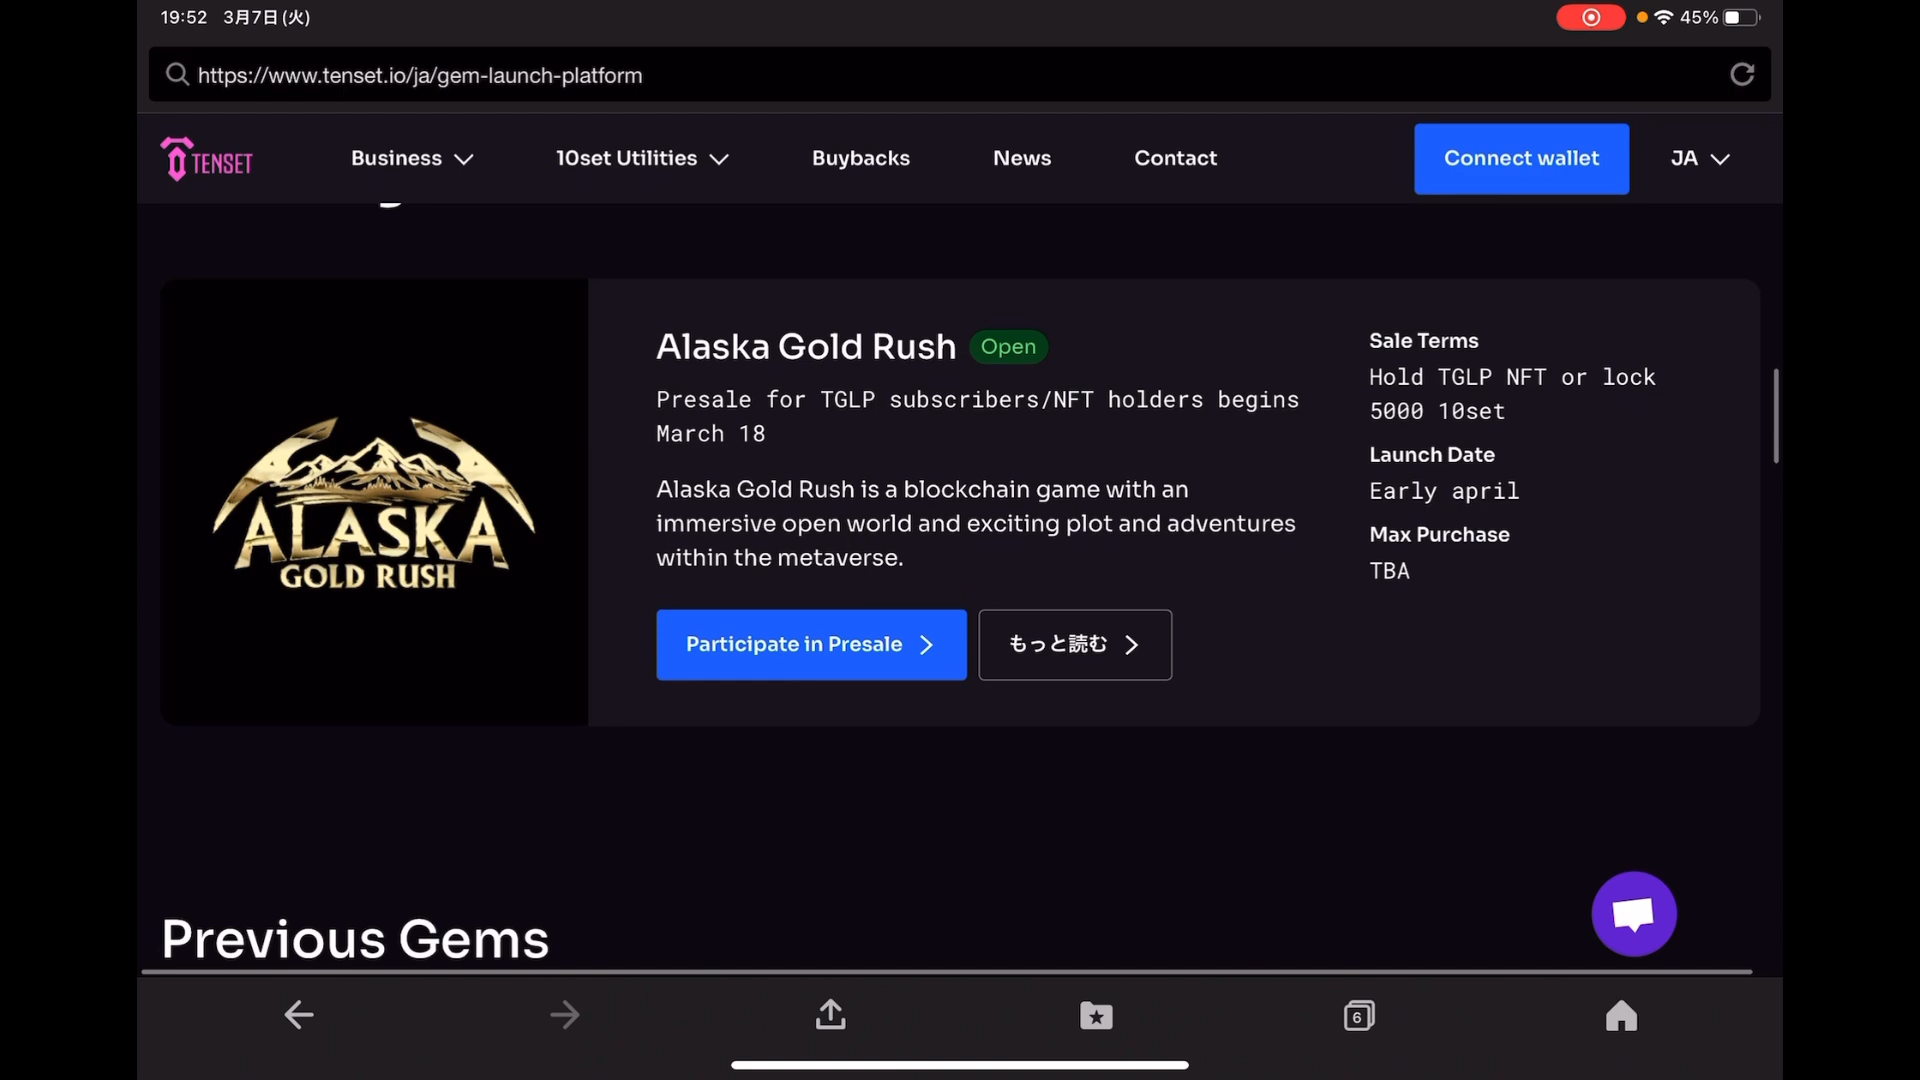 19:52 3月7日(火)
45%
https://www.tenset.io/ja/gem-launch-platform
TENSET
Business
10set Utilities
Buybacks
News
Contact
Connect wallet
JA
Alaska Gold Rush Open
Presale for TGLP subscribers/NFT holders begins
March 18
Alaska Gold Rush is a blockchain game with an
immersive open world and exciting plot and adventures
within the metaverse.
Participate in Presale
もっと読む
ALASKA
GOLD RUSH
Sale Terms
Hold TGLP NFT or lock
5000 10set
Launch Date
Early april
Max Purchase
TBA
Previous Gems
6